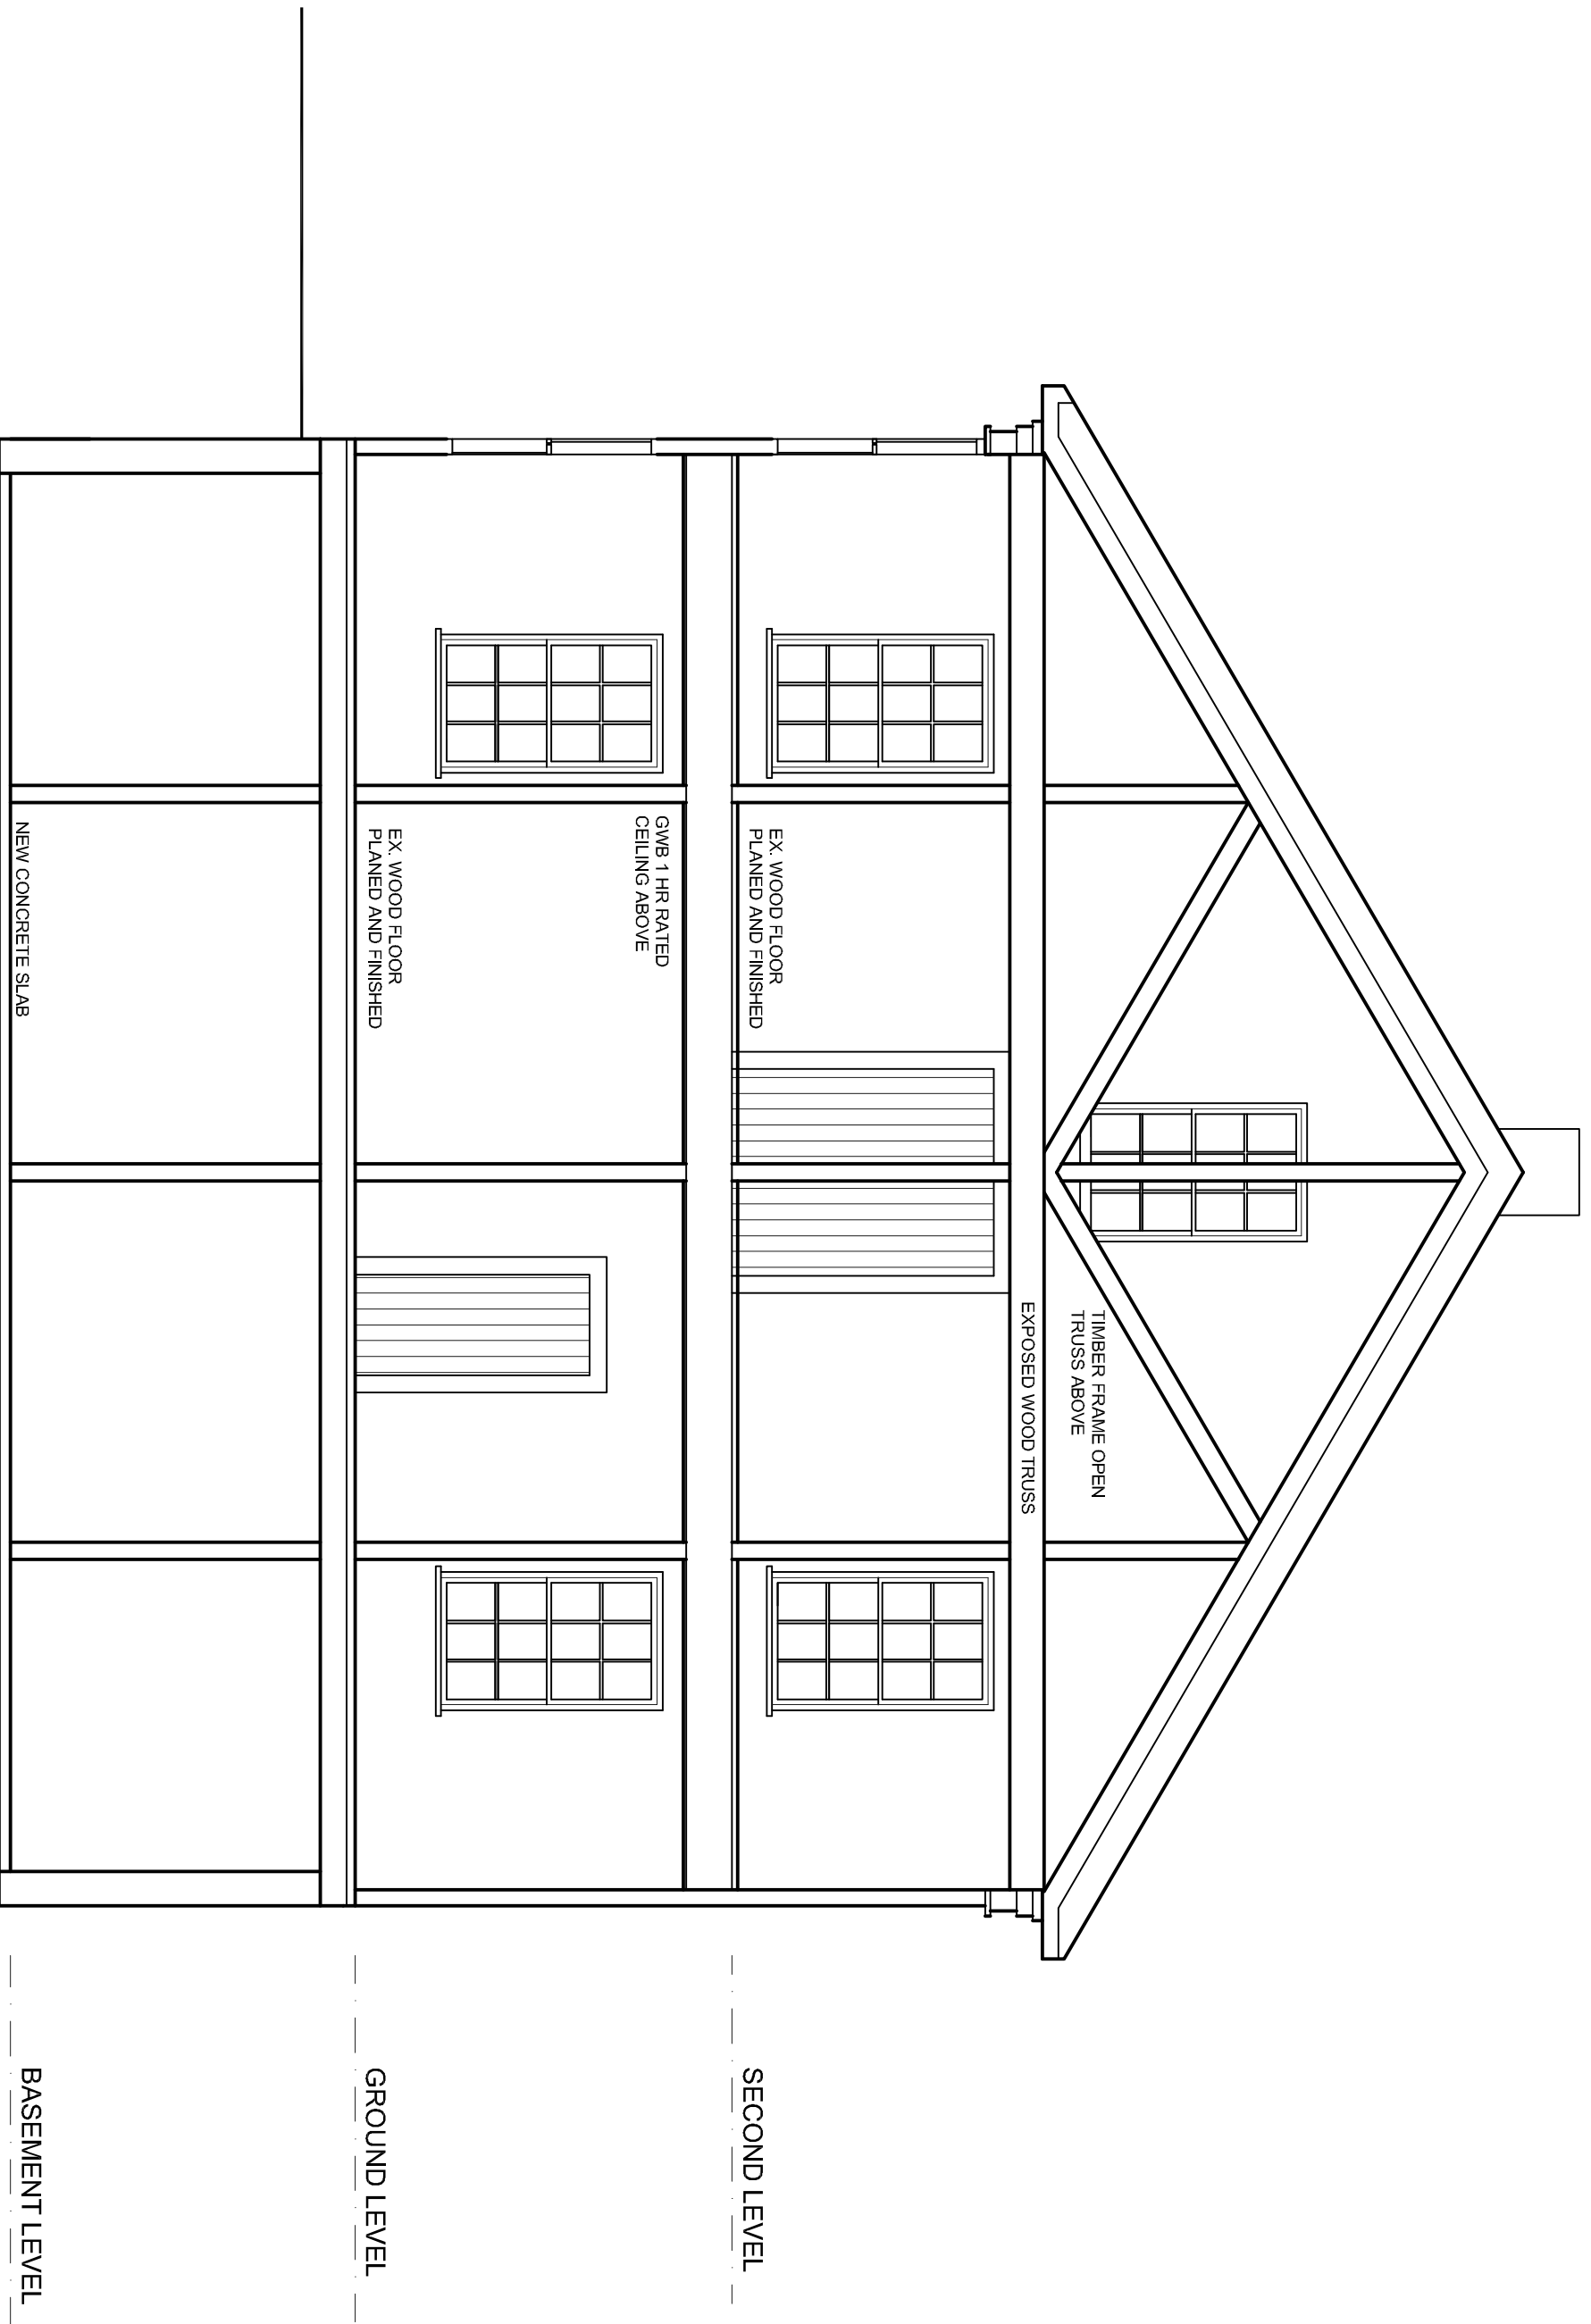 TIMBER FRAME OPEN
TRUSS ABOVE
EXPOSED WOOD TRUSS
EX. WOOD FLOOR
PLANED AND FINISHED
SECOND LEVEL
GWB 1 HR RATED
CEILING ABOVE
EX. WOOD FLOOR
PLANED AND FINISHED
GROUND LEVEL
NEW CONCRETE SLAB
BASEMENT LEVEL